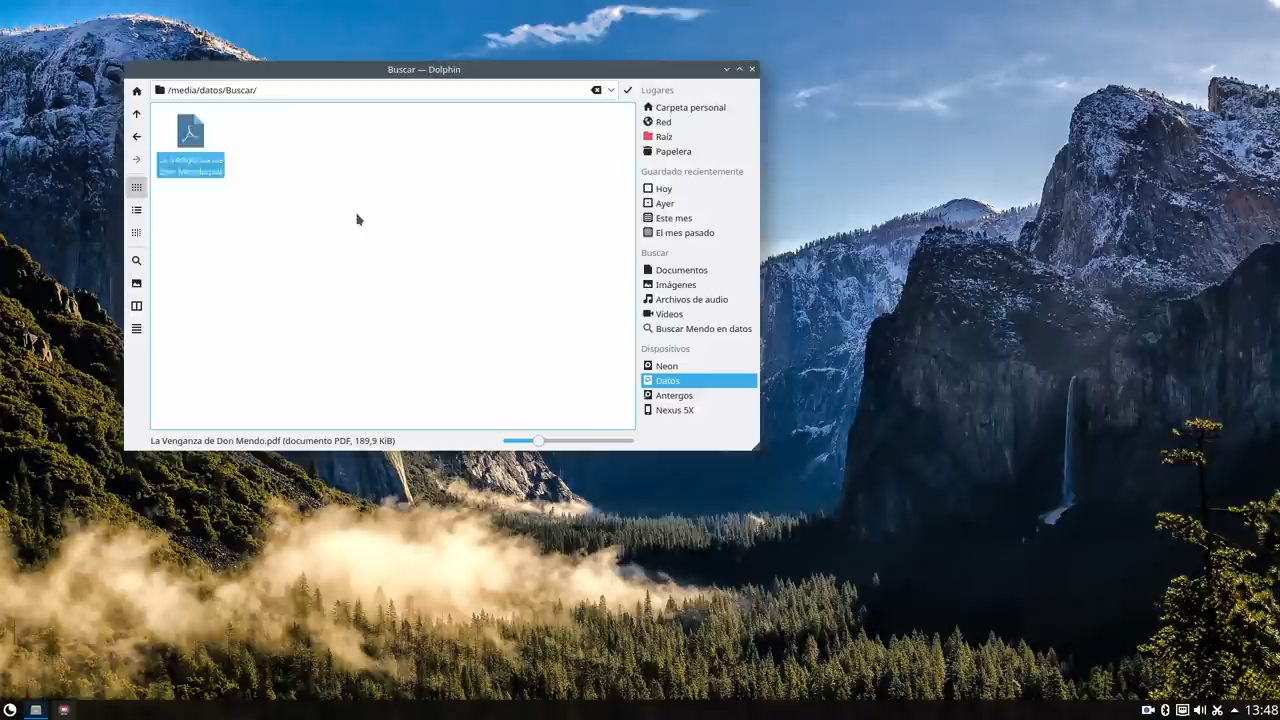 Buscar — Dolphin
/media/datos/Buscar/
Lugares
Carpeta personal
Red
Raíz
Papelera
Guardado recientemente
Hoy
Ayer
Este mes
El mes pasado
Buscar
Documentos
Imágenes
Archivos de audio
Vídeos
Buscar Mendo en datos
Dispositivos
Neon
Datos
Antergos
Nexus 5X
La Venganza de Don Mendo.pdf (documento PDF, 189,9 KiB)
13:48